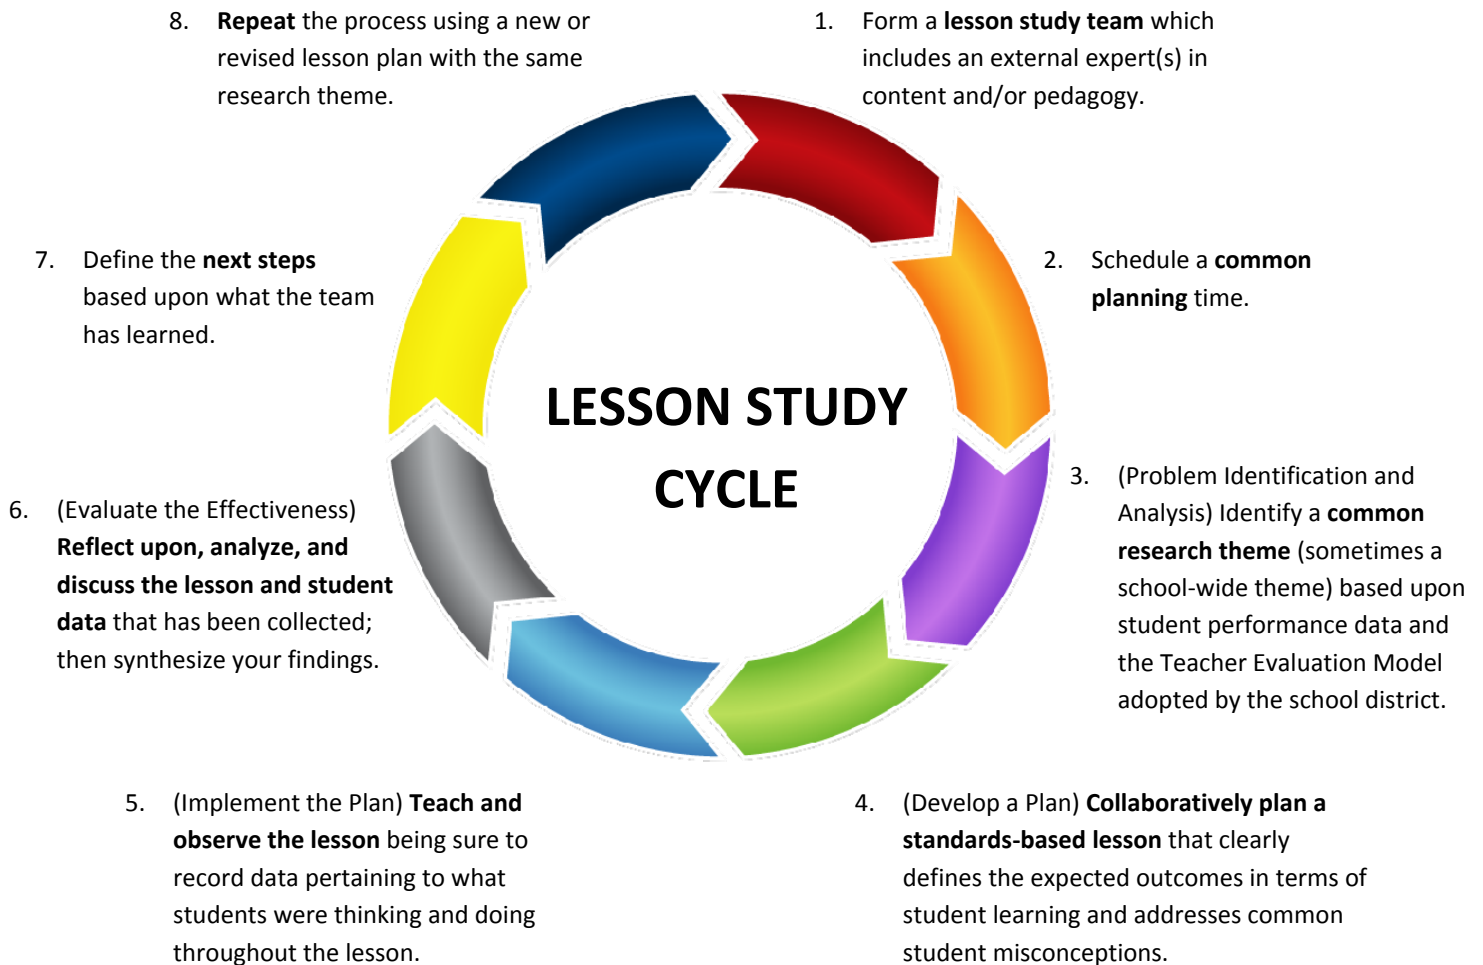 LESSON STUDY
CYCLE
1. Form a lesson study team which
includes an external expert(s) in
content and/or pedagogy.
2. Schedule a common
planning time.
3. (Problem Identification and
Analysis) Identify a common
research theme (sometimes a
school-wide theme) based upon
student performance data and
the Teacher Evaluation Model
adopted by the school district.
4. (Develop a Plan) Collaboratively plan a
standards-based lesson that clearly
defines the expected outcomes in terms of
student learning and addresses common
student misconceptions.
5. (Implement the Plan) Teach and
observe the lesson being sure to
record data pertaining to what
students were thinking and doing
throughout the lesson.
6. (Evaluate the Effectiveness)
Reflect upon, analyze, and
discuss the lesson and student
data that has been collected;
then synthesize your findings.
7. Define the next steps
based upon what the team
has learned.
8. Repeat the process using a new or
revised lesson plan with the same
research theme.